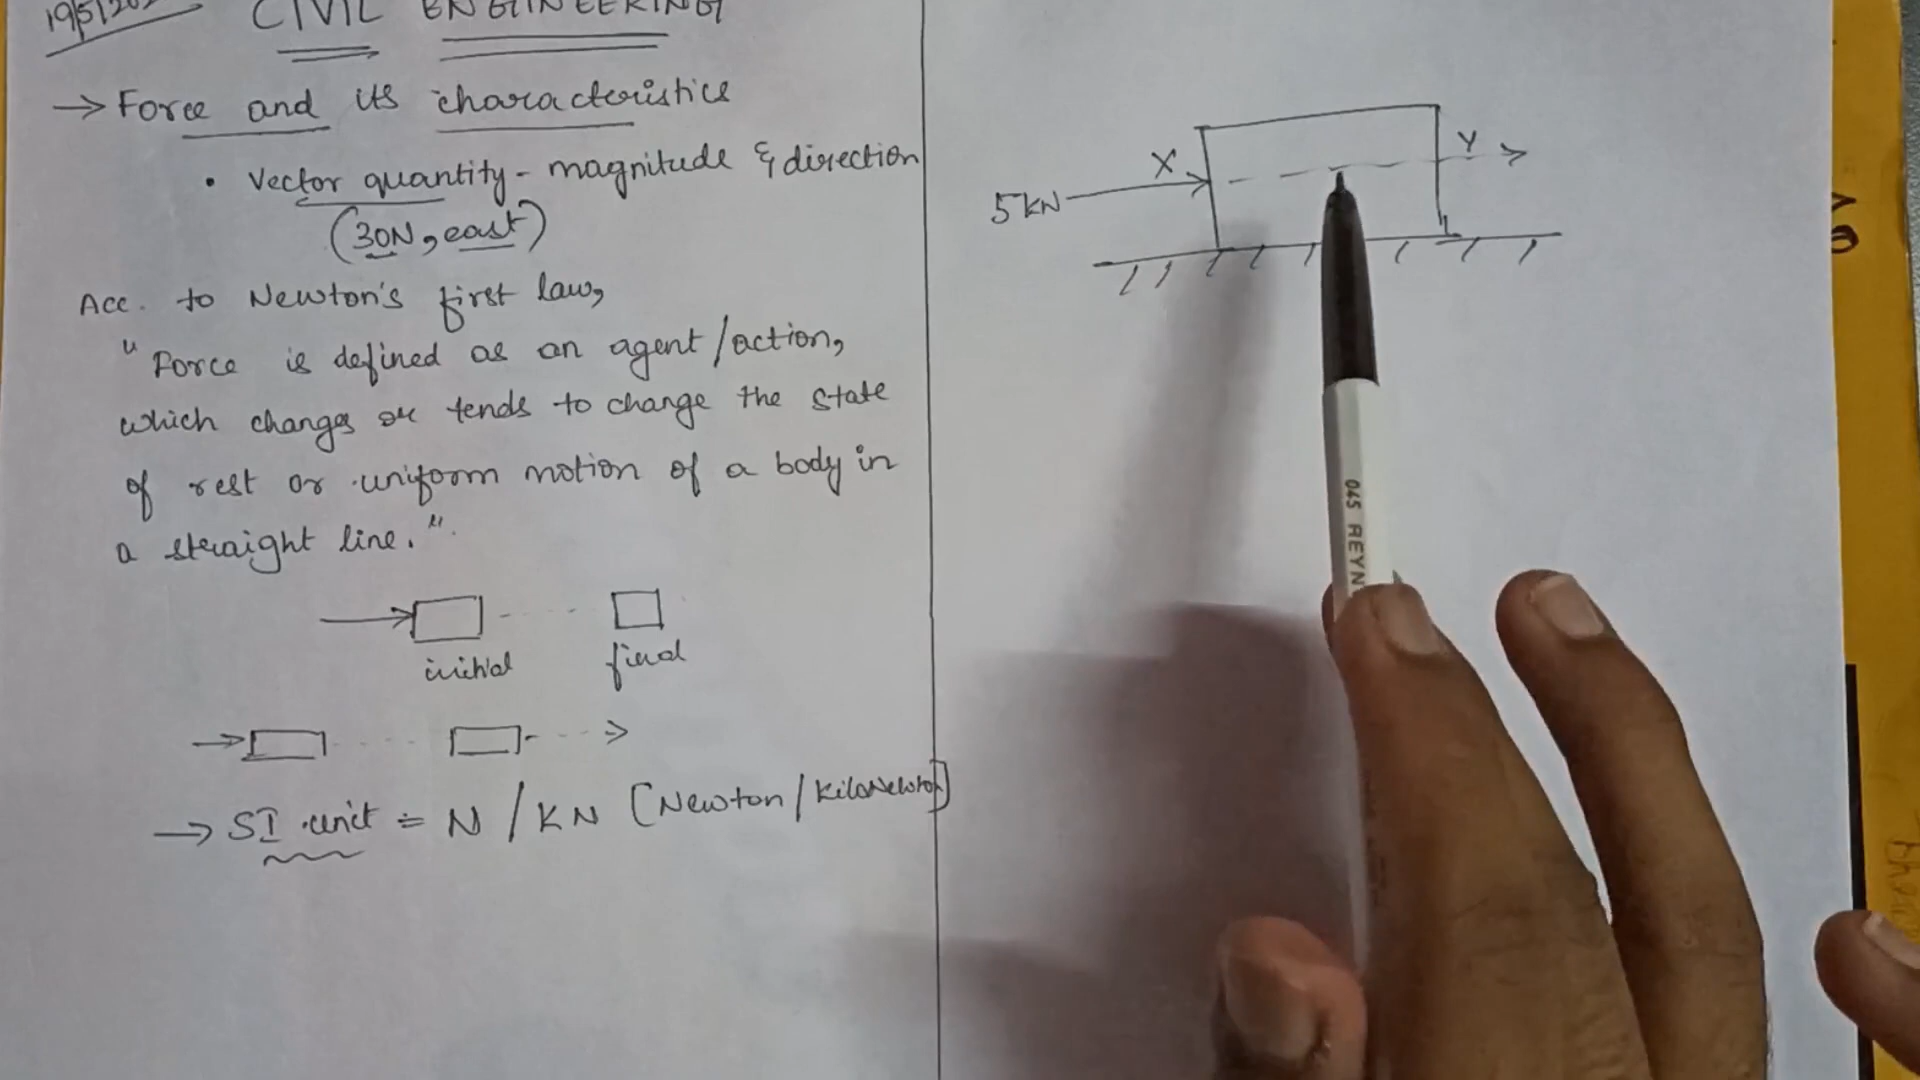 CIVIL ENGINEERING
→ Force and its characteristics
• Vector quantity - magnitude & direction
(30N, east)
Acc. to Newton's first law,
"Force is defined as an agent/action,
which changes or tends to change the state
of rest or uniform motion of a body in
a straight line."
initial final
→ SI unit = N / KN [Newton/KiloNewton]
X
Y
5 KN
045 REYN